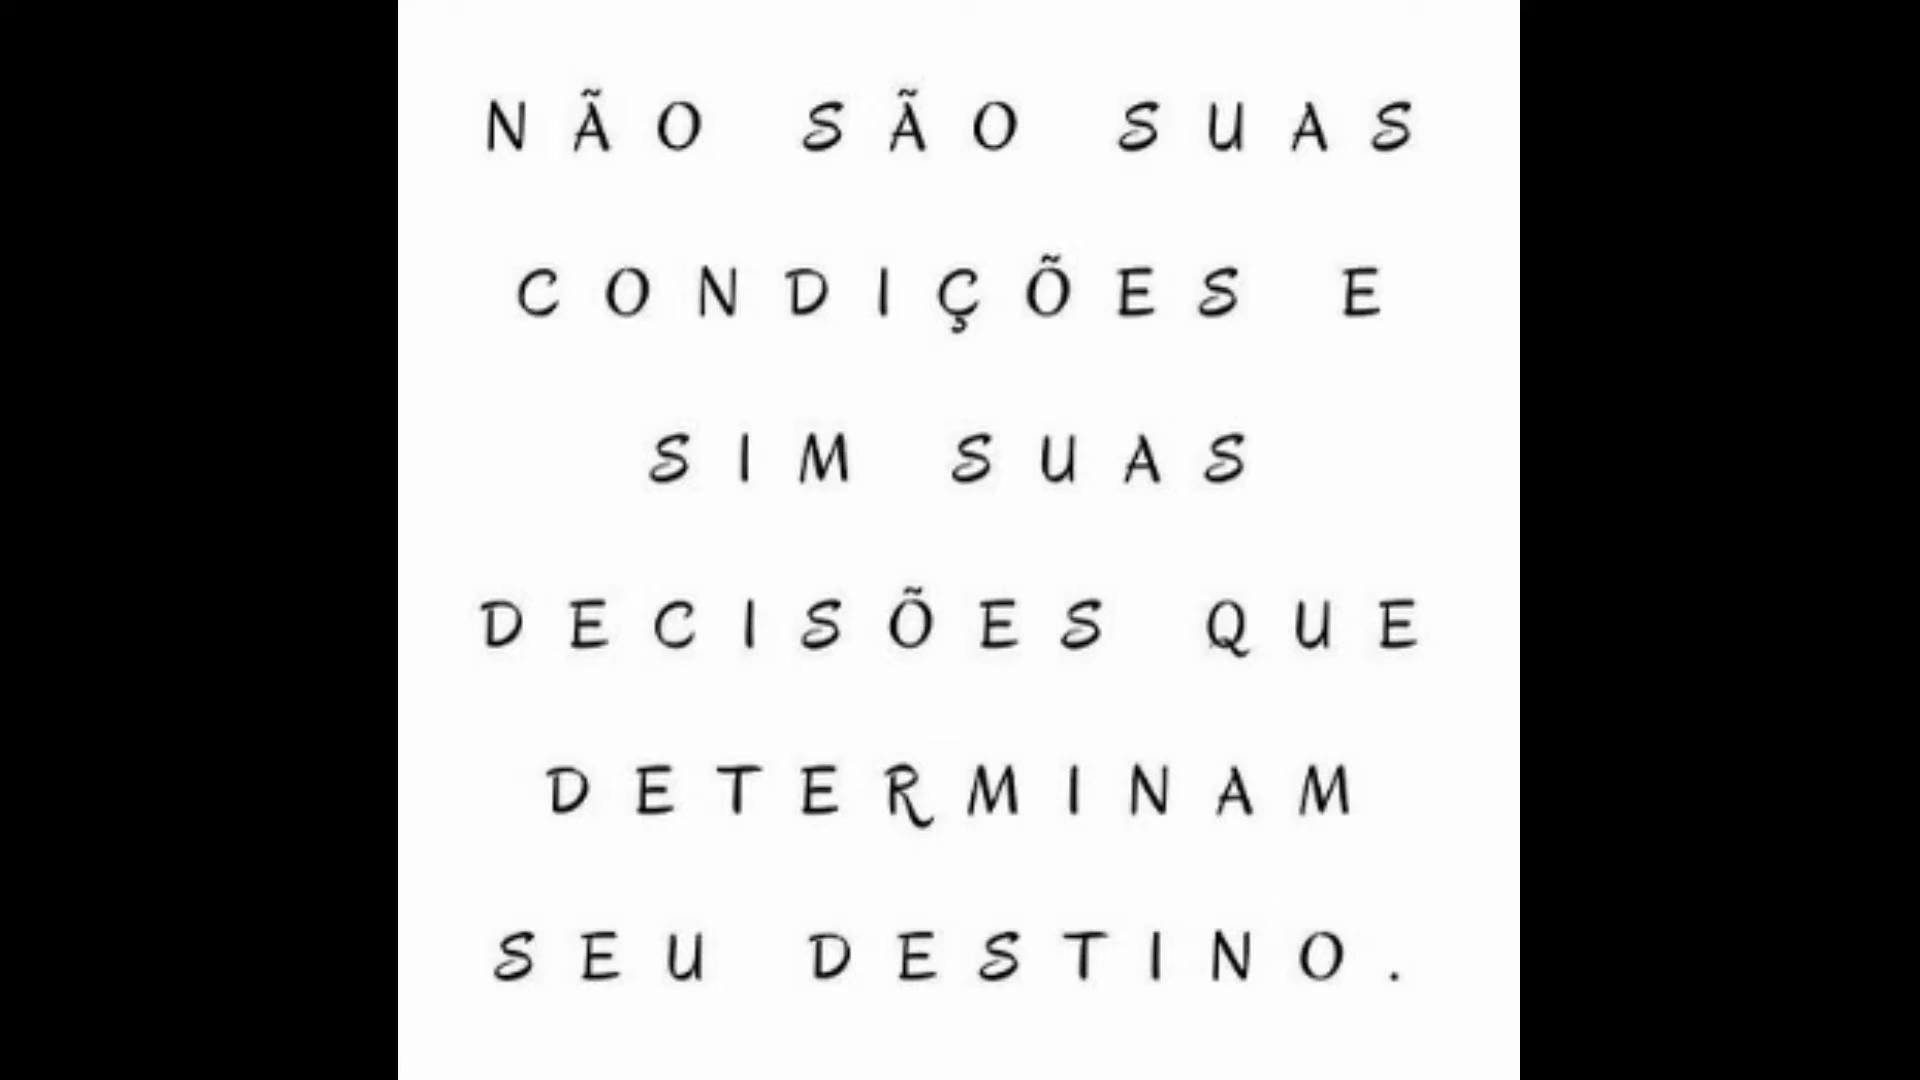 NÃO SÃO SUAS
CONDIÇÕES E
SIM SUAS
DECISÕES QUE
DETERMINAM
SEU DESTINO.